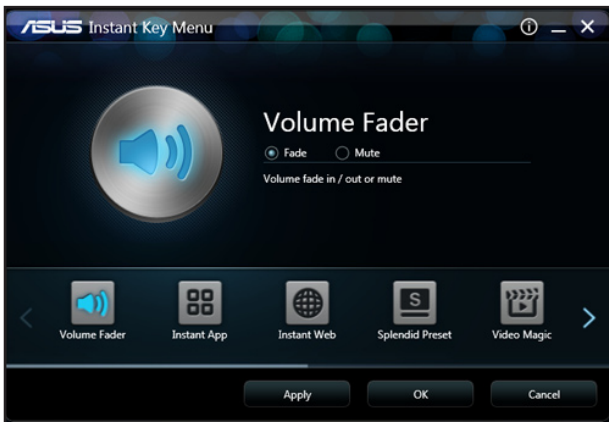 ASUS Instant Key Menu
Volume Fader
Fade Mute
Volume fade in / out or mute
S
Volume Fader Instant App Instant Web Splendid Preset Video Magic
Apply OK Cancel